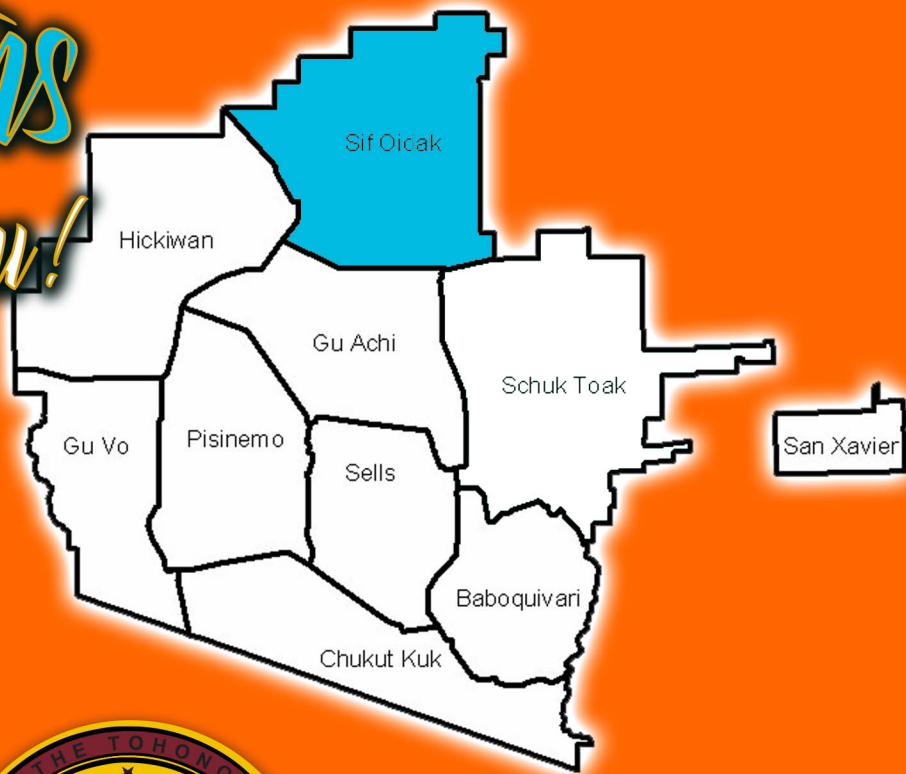 Sif Oidak
Hickiwan
Gu Achi
Schuk Toak
Gu Vo
Pisinemo
San Xavier
Sells
Baboquivari
Chukut Kuk
THE TOHONO